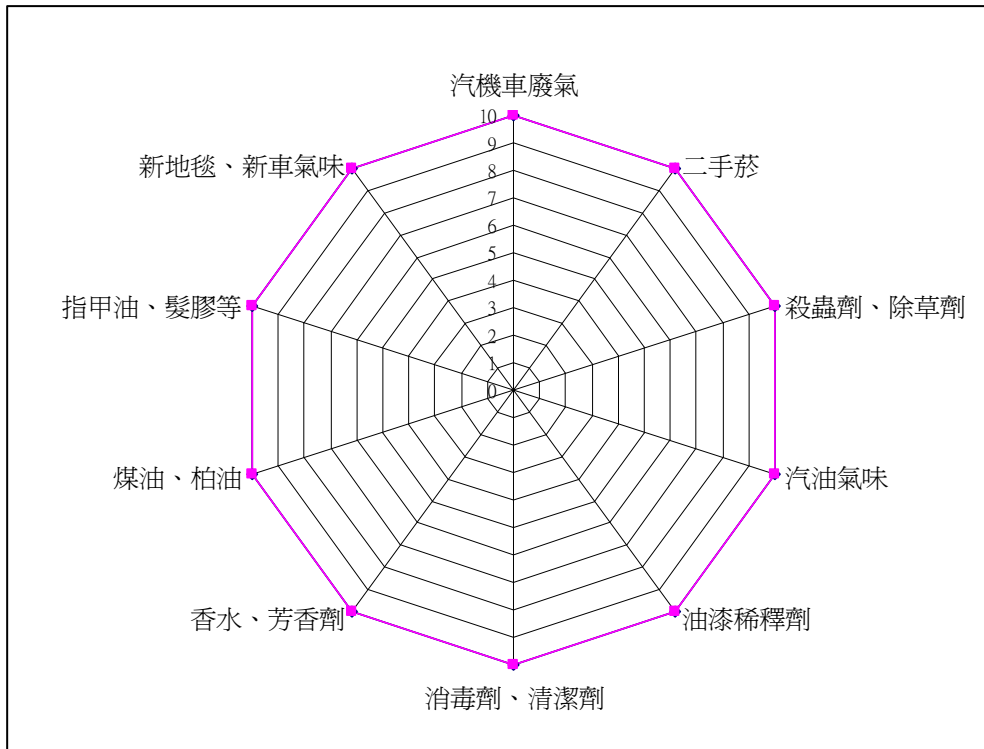 汽機車廢氣
10
新地毯、新車氣味
二手菸
9
8
7
6
5
4
指甲油、髮膠等
殺蟲劑、除草劑
3
2
1
0
煤油、柏油
汽油氣味
香水、芳香劑
油漆稀釋劑
消毒劑、清潔劑